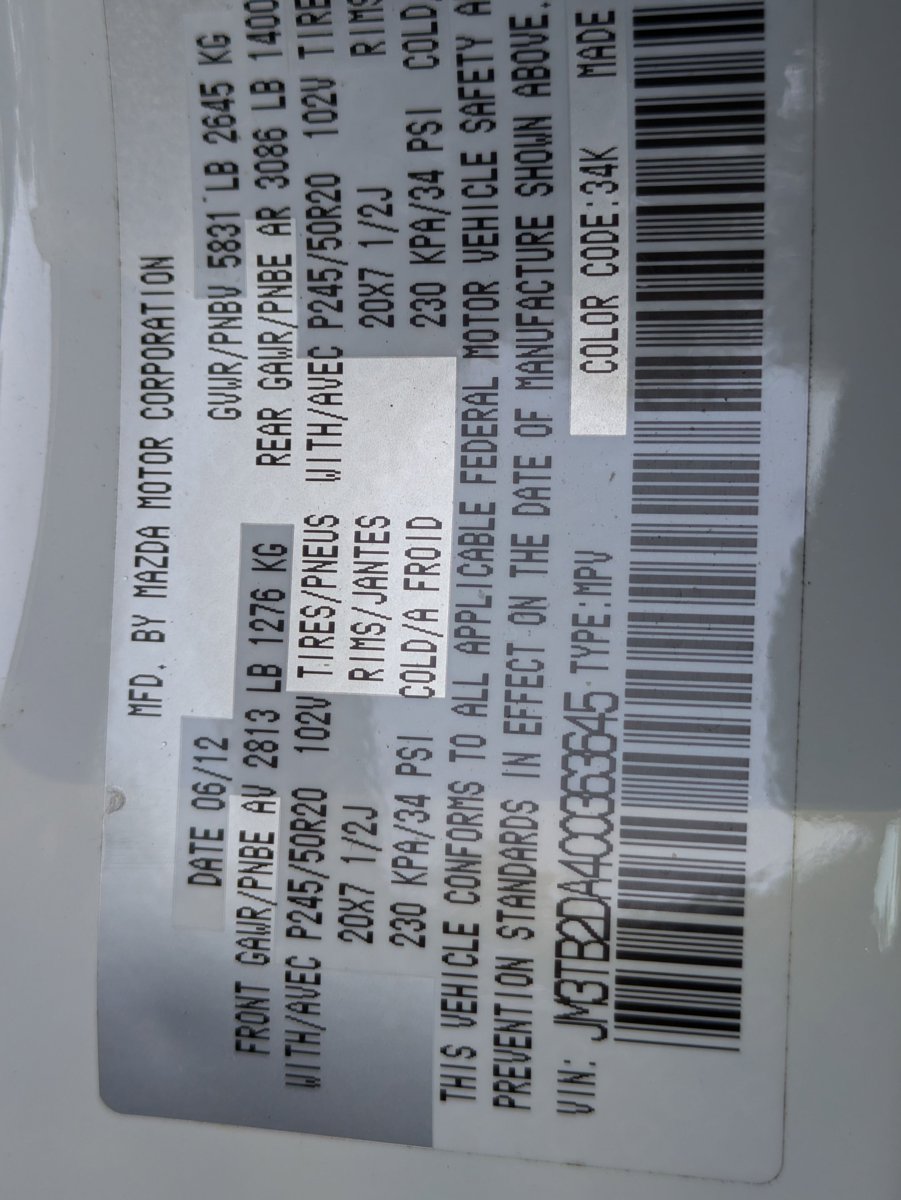 MFD. BY MAZDA MOTOR CORPORATION
DATE 06/12 GVWR/PNBV 5831 LB 2645 KG
FRONT GAWR/PNBE AV 2813 LB 1276 KG REAR GAWR/PNBE AR 3086 LB 1400
WITH/AVEC P245/50R20 102V TIRES/PNEUS WITH/AVEC P245/50R20 102V TIRE
20X7 1/2J RIMS/JANTES 20X7 1/2J RIMS
230 KPA/34 PSI COLD/A FROID 230 KPA/34 PSI COLD/
THIS VEHICLE CONFORMS TO ALL APPLICABLE FEDERAL MOTOR VEHICLE SAFETY A
PREVENTION STANDARDS IN EFFECT ON THE DATE OF MANUFACTURE SHOWN ABOVE.
VIN: JM3TB2DA4C0363645 TYPE:MPV COLOR CODE:34K MADE